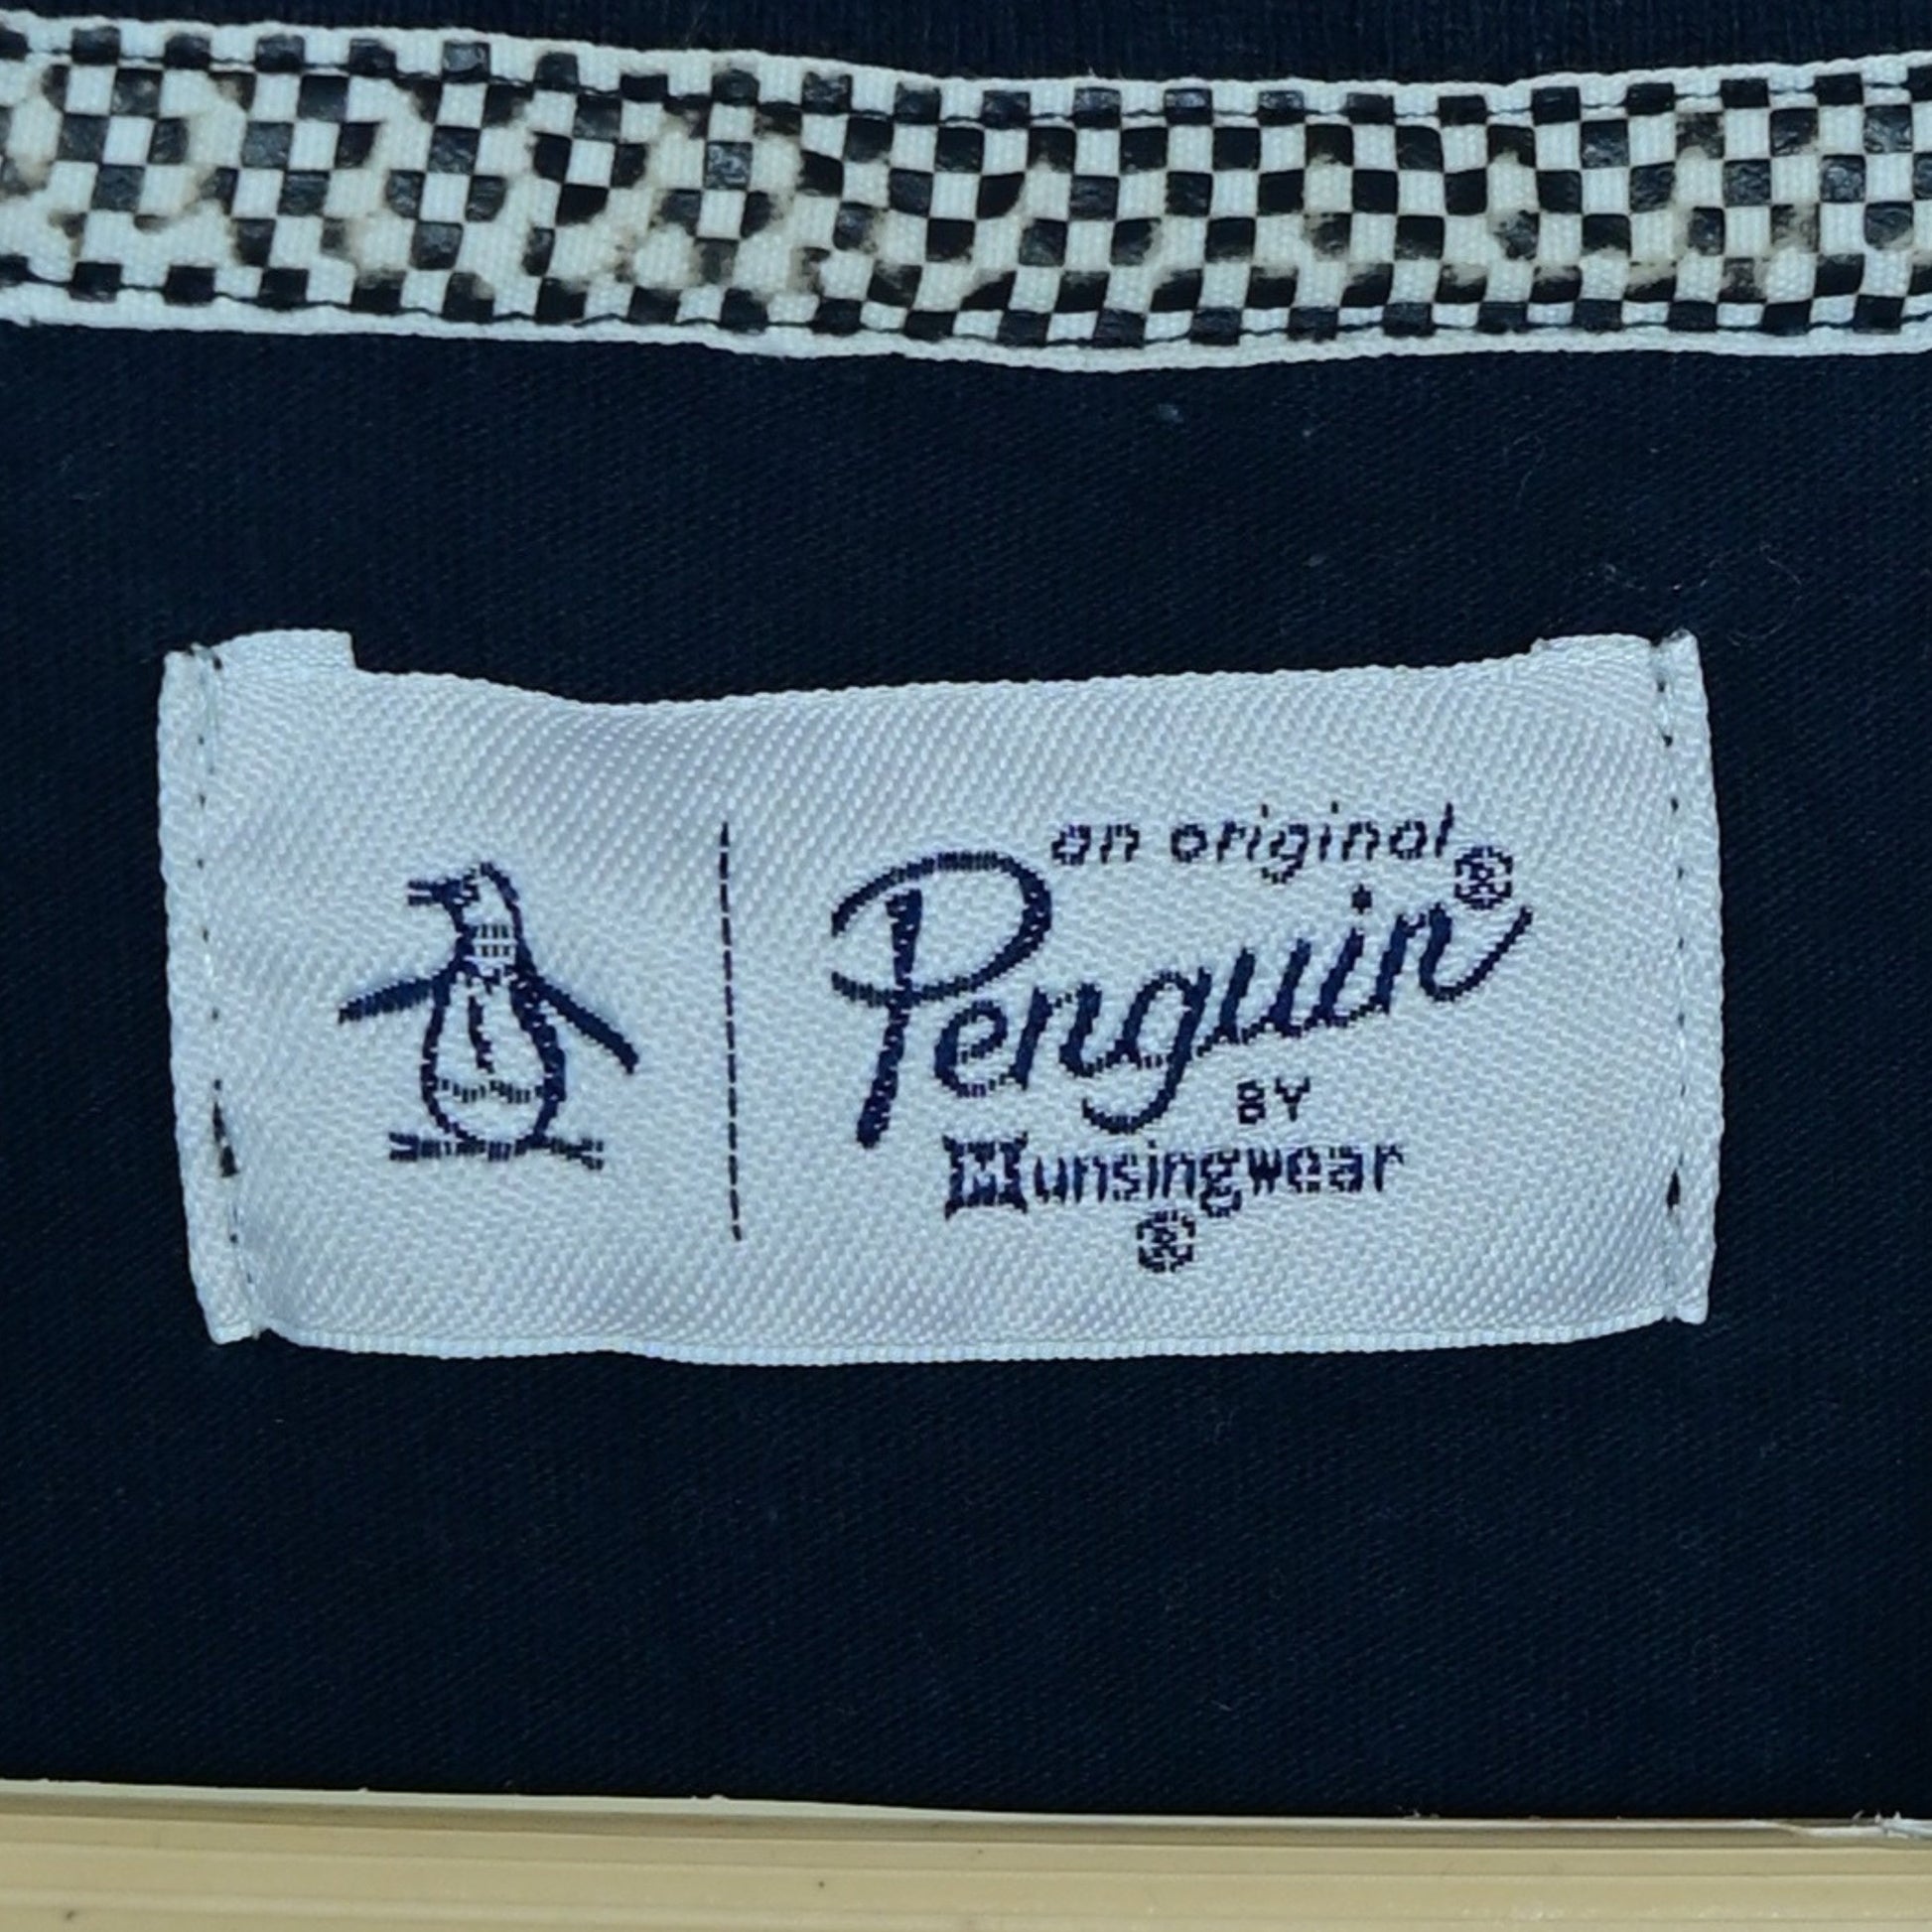 an original
Penguin®
BY
Munsingwear
®